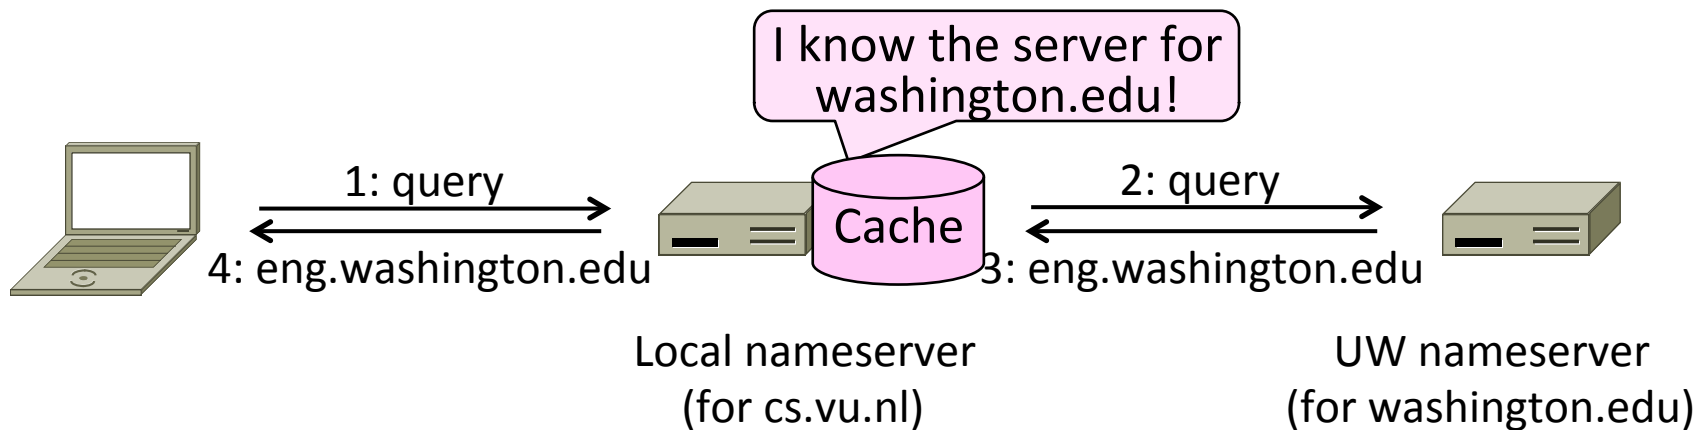 I know the server for
washington.edu!
1: query
2: query
Cache
4: eng.washington.edu
3: eng.washington.edu
Local nameserver
(for cs.vu.nl)
UW nameserver
(for washington.edu)